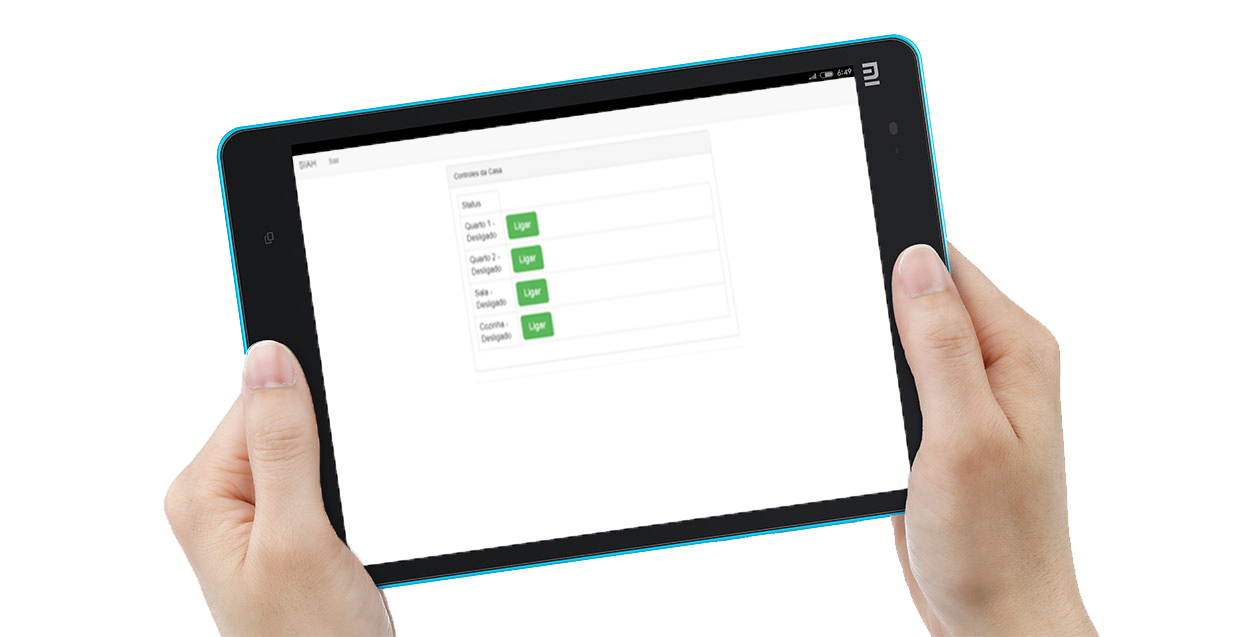 6:49
SIAH Sair
Controles da Casa
Status
Quarto 1 -
Desligado
Ligar
Quarto 2 -
Desligado
Ligar
Sala -
Desligado
Ligar
Cozinha -
Desligado
Ligar